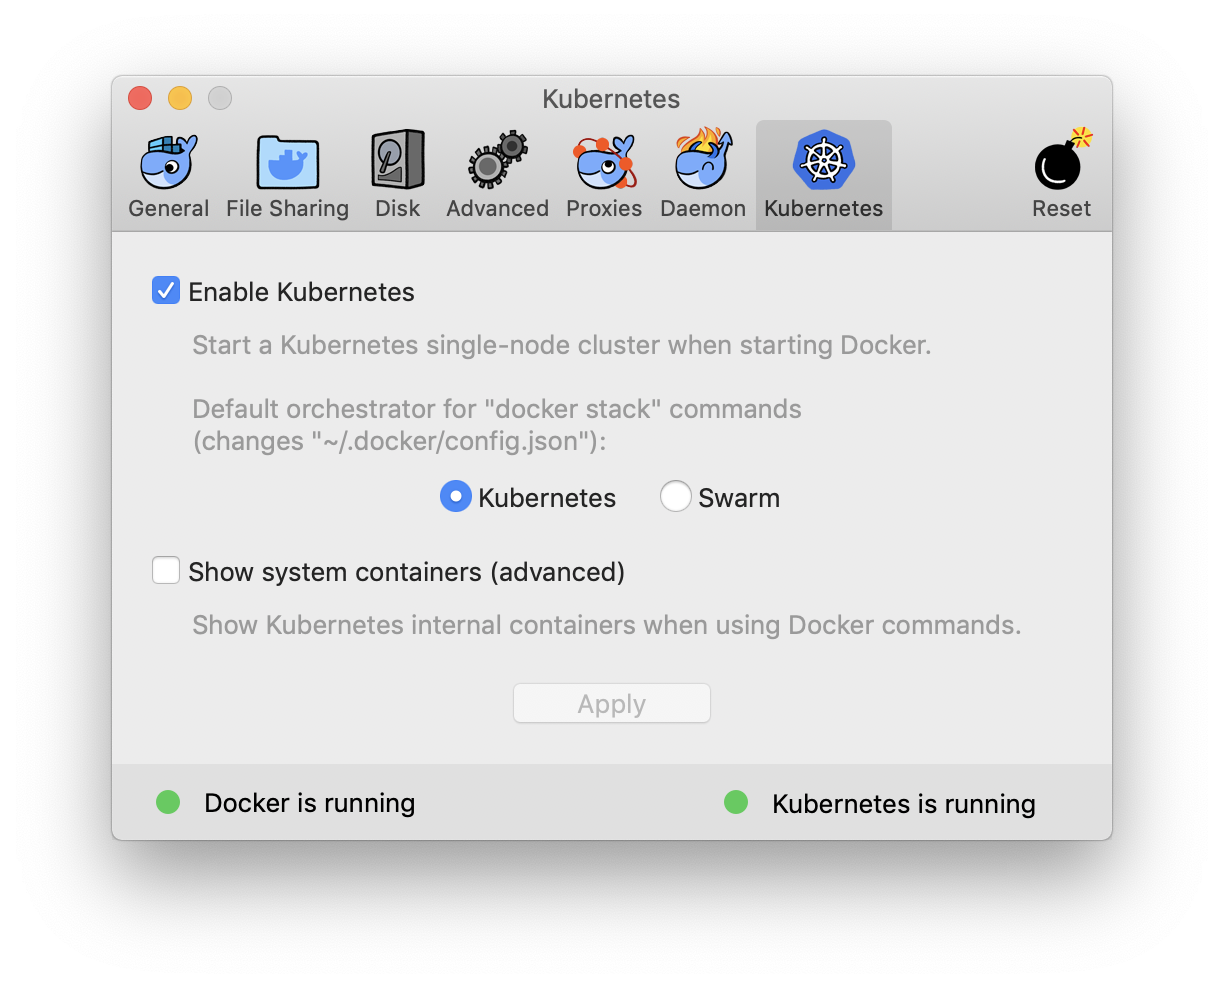 Kubernetes
General
File Sharing
Disk
Advanced
Proxies
Daemon
Kubernetes
Reset
Enable Kubernetes
Start a Kubernetes single-node cluster when starting Docker.
Default orchestrator for "docker stack" commands
(changes "~/.docker/config.json"):
Kubernetes
Swarm
Show system containers (advanced)
Show Kubernetes internal containers when using Docker commands.
Apply
Docker is running
Kubernetes is running